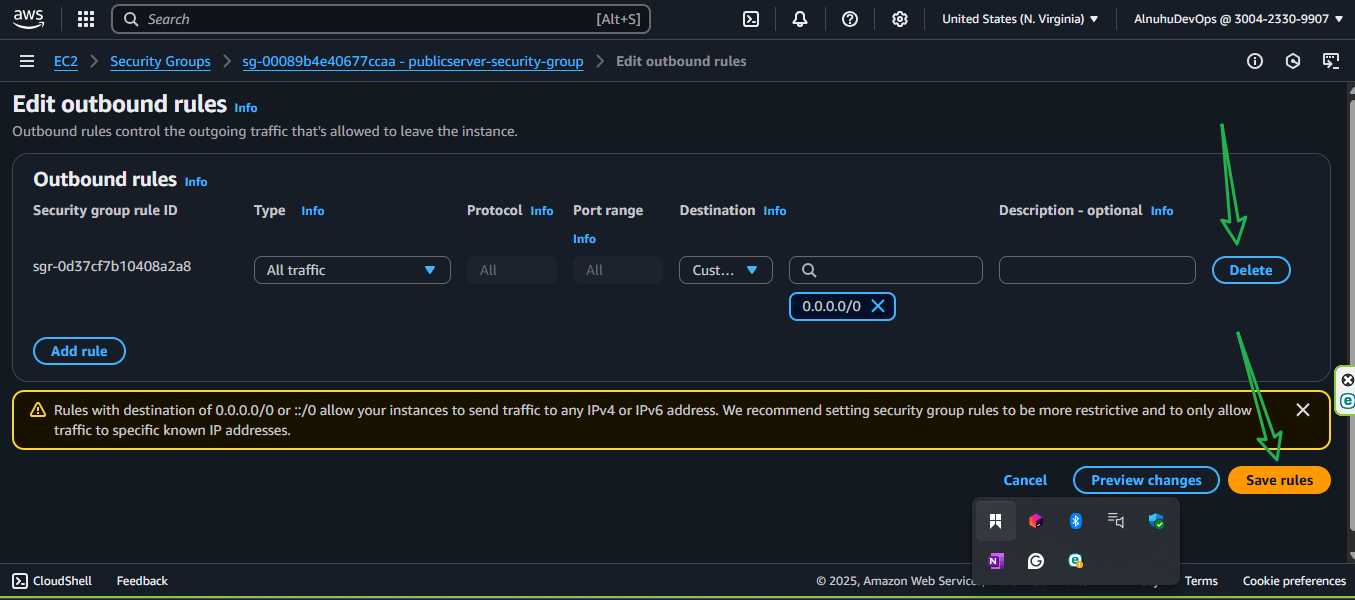 aws
Search [Alt+S] United States (N. Virginia) AlnuhuDevOps @ 3004-2330-9907
EC2 > Security Groups > sg-00089b4e40677ccaa - publicserver-security-group > Edit outbound rules
Edit outbound rules Info
Outbound rules control the outgoing traffic that's allowed to leave the instance.
Outbound rules Info
Security group rule ID Type Info Protocol Info Port range Destination Info Description - optional Info
Info
sgr-0d37cf7b10408a2a8 All traffic All All Cust... Delete
0.0.0.0/0
Add rule
Rules with destination of 0.0.0.0/0 or ::/0 allow your instances to send traffic to any IPv4 or IPv6 address. We recommend setting security group rules to be more restrictive and to only allow
traffic to specific known IP addresses.
Cancel Preview changes Save rules
CloudShell Feedback © 2025, Amazon Web Terms Cookie preferences